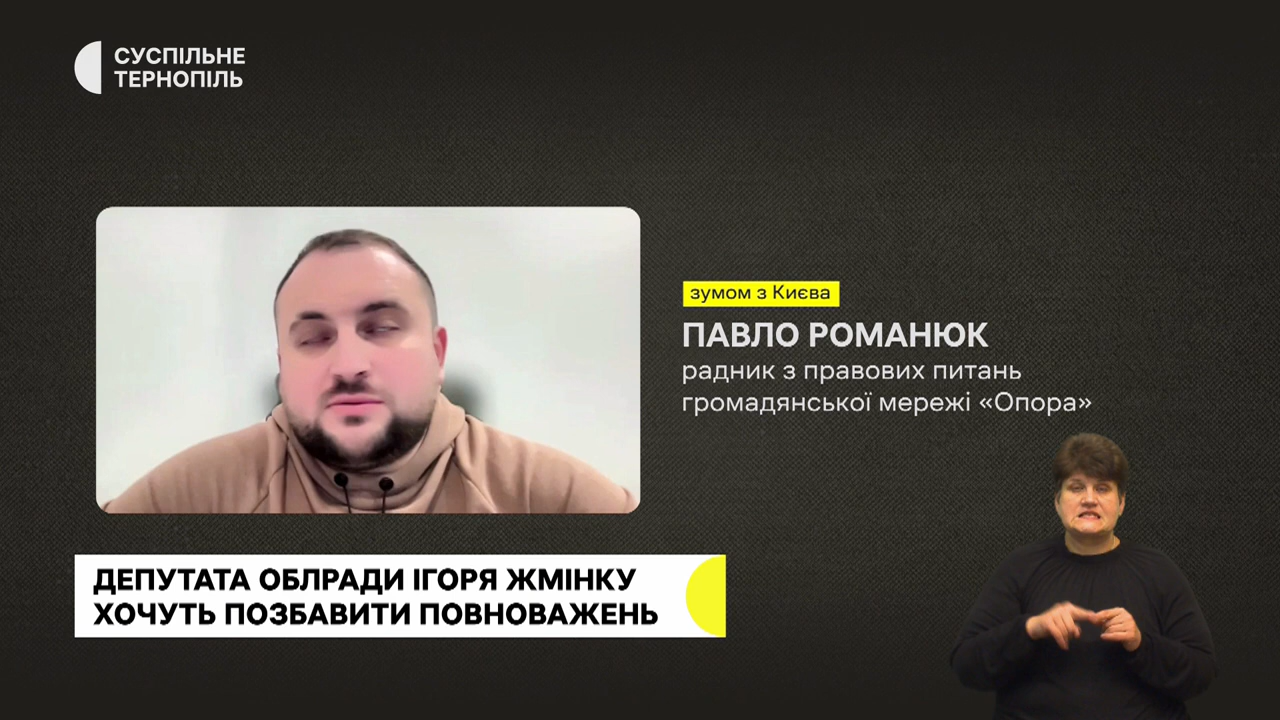 СУСПІЛЬНЕ
ТЕРНОПІЛЬ
зумом з Києва
ПАВЛО РОМАНЮК
радник з правових питань
громадянської мережі «Опора»
ДЕПУТАТА ОБЛРАДИ ІГОРЯ ЖМІНКУ
ХОЧУТЬ ПОЗБАВИТИ ПОВНОВАЖЕНЬ